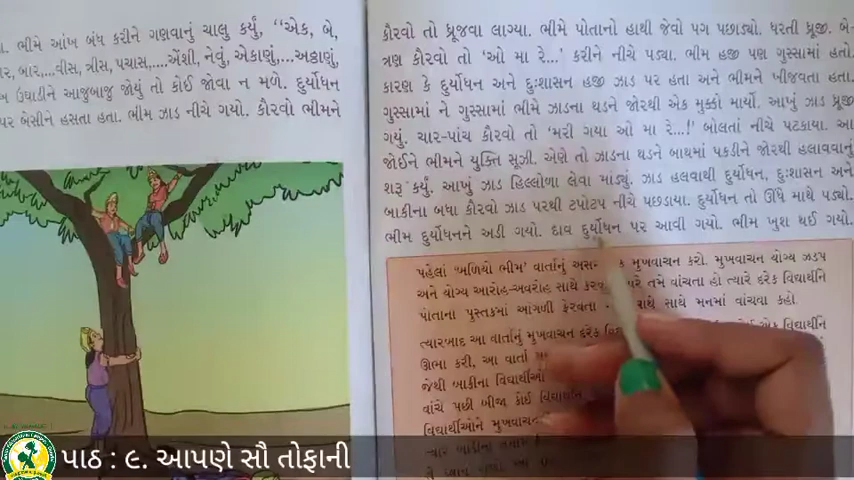 ા. ભીમે આંખ બંધ કરીને ગણવાનું ચાલુ કર્યું, “એક, બે,
ાર, બાર,...વીસ, ત્રીસ, પચાસ,....એંશી, નેવું, એકાણું,...અઠ્ઠાણું,
ખ ઉઘાડીને આજુબાજુ જોયું તો કોઈ જોવા ન મળે. દુર્યોધન
પર બેસીને હસતા હતા. ભીમ ઝાડ નીચે ગયો. કૌરવો ભીમને
કૌરવો તો ધ્રૂજવા લાગ્યા. ભીમે પોતાનો હાથી જેવો પગ પછાડ્યો. ધરતી ધ્રૂજી. બે-
ત્રણ કૌરવો તો ‘ઓ મા રે...’ કરીને નીચે પડ્યા. ભીમ હજી પણ ગુસ્સામાં હતો.
કારણ કે દુર્યોધન અને દુઃશાસન હજી ઝાડ પર હતા અને ભીમને ખીજવતા હતા.
ગુસ્સામાં ને ગુસ્સામાં ભીમે ઝાડના થડને જોરથી એક મુક્કો માર્યો. આખું ઝાડ ધ્રૂજી
ગયું. ચાર-પાંચ કૌરવો તો ‘મરી ગયા ઓ મા રે...!’ બોલતાં નીચે પટકાયા. આ
જોઈને ભીમને યુક્તિ સૂઝી. એણે તો ઝાડના થડને બાથમાં પકડીને જોરથી હલાવવાનું
શરૂ કર્યું. આખું ઝાડ હિલ્લોળા લેવા માંડ્યું. ઝાડ હલવાથી દુર્યોધન, દુઃશાસન અને
બાકીના બધા કૌરવો ઝાડ પરથી ટપોટપ નીચે પછડાયા. દુર્યોધન તો ઊંધે માથે પડ્યો.
ભીમ દુર્યોધનને અડી ગયો. દાવ દુર્યોધન પર આવી ગયો. ભીમ ખુશ થઈ ગયો.
પહેલાં ‘બળિયો ભીમ’ વાર્તાનું મુખવાચન કરો. મુખવાચન યોગ્ય ઝડપ
અને યોગ્ય આરોહ-અવરોહ સાથે તમે વાંચતા હો ત્યારે દરેક વિદ્યાર્થીને
પોતાના પુસ્તકમાં આંગળી ફેરવતા સાથે સાથે મનમાં વાંચવા કહો.
ત્યારબાદ આ વાર્તાનું મુખવાચન દરેક એક વિદ્યાર્થીને
ઊભા કરી, આ વાર્તા
જેથી બાકીના વિદ્યાર્થીઓ
વાંચે પછી બીજા કોઈ વિદ્યાર્થીને
વિદ્યાર્થીઓને મુખવાચન
પાઠ : ૯. આપણે સૌ તોફાની